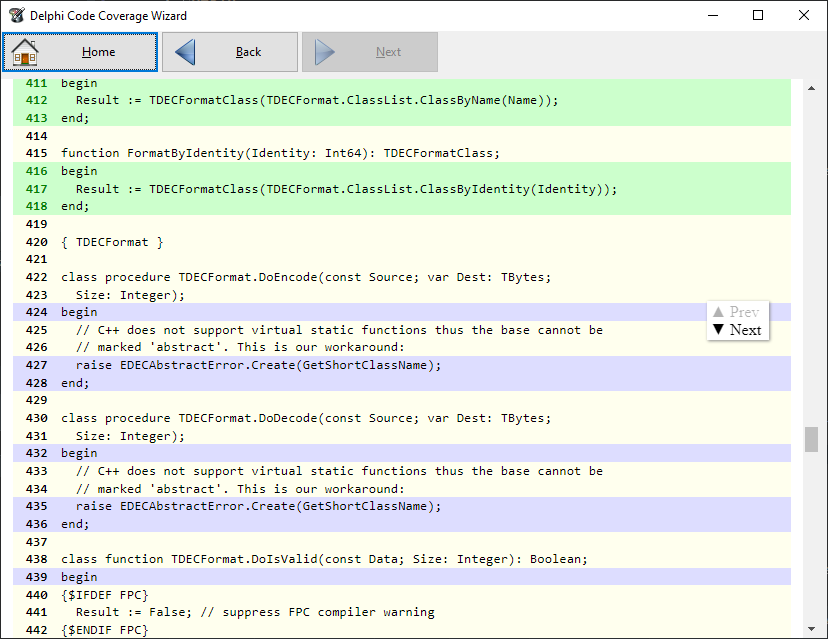 Delphi Code Coverage Wizard
Home Back Next
411 begin
412   Result := TDECFormatClass(TDECFormat.ClassList.ClassByName(Name));
413 end;
414
415 function FormatByIdentity(Identity: Int64): TDECFormatClass;
416 begin
417   Result := TDECFormatClass(TDECFormat.ClassList.ClassByIdentity(Identity));
418 end;
419
420 { TDECFormat }
421
422 class procedure TDECFormat.DoEncode(const Source; var Dest: TBytes;
423   Size: Integer);
424 begin
▲ Prev
425   // C++ does not support virtual static functions thus the base cannot be
▼ Next
426   // marked 'abstract'. This is our workaround:
427   raise EDECAbstractError.Create(GetShortClassName);
428 end;
429
430 class procedure TDECFormat.DoDecode(const Source; var Dest: TBytes;
431   Size: Integer);
432 begin
433   // C++ does not support virtual static functions thus the base cannot be
434   // marked 'abstract'. This is our workaround:
435   raise EDECAbstractError.Create(GetShortClassName);
436 end;
437
438 class function TDECFormat.DoIsValid(const Data; Size: Integer): Boolean;
439 begin
440 {$IFDEF FPC}
441   Result := False; // suppress FPC compiler warning
442 {$ENDIF FPC}